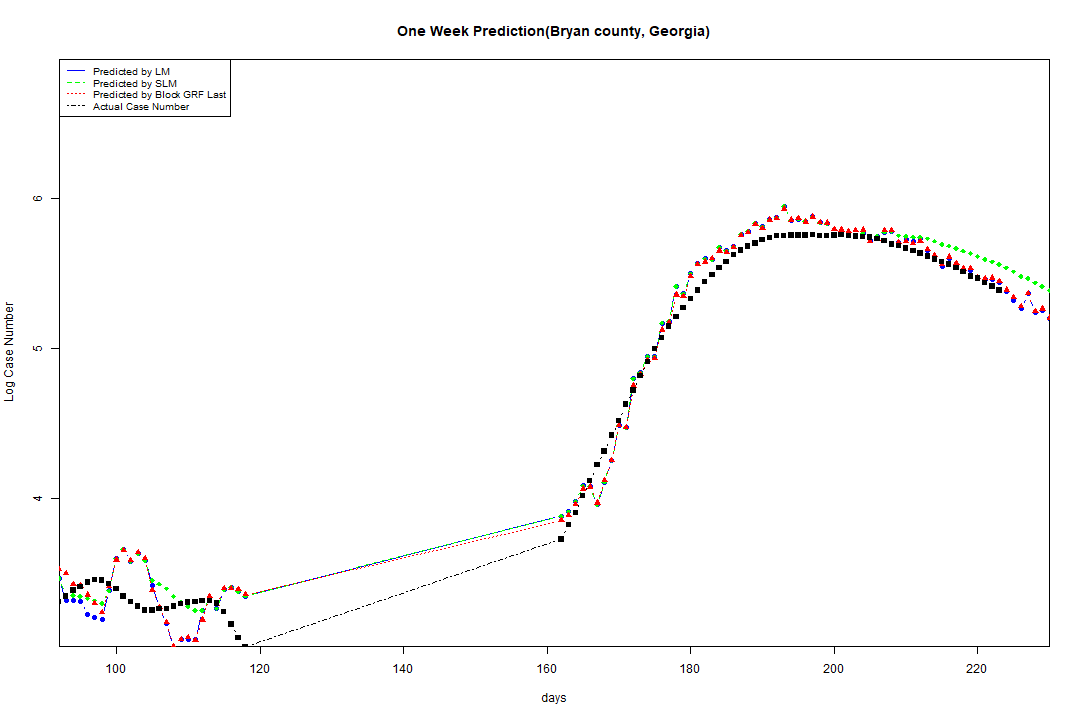 One Week Prediction(Bryan county, Georgia)
Predicted by LM
Predicted by SLM
Predicted by Block GRF Last
Actual Case Number
Log Case Number
6
5
4
100 120 140 160 180 200 220
days